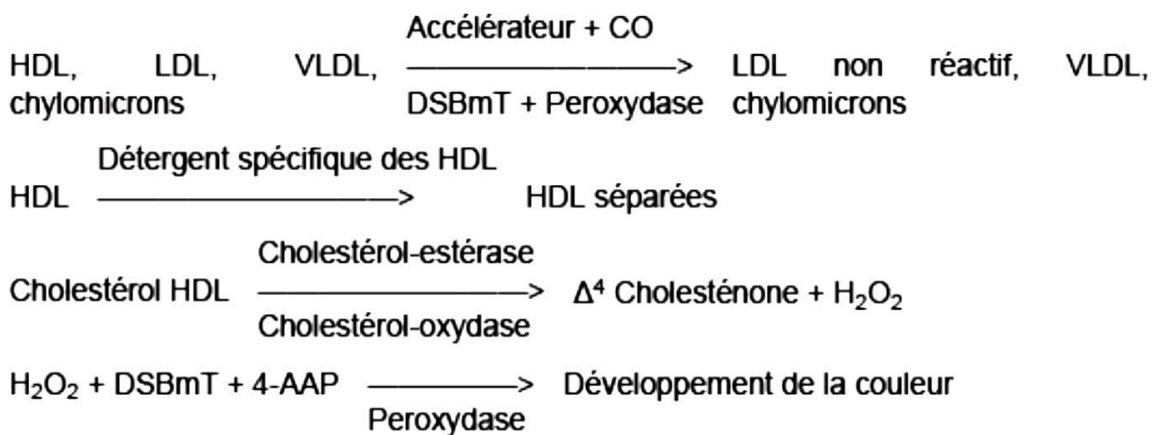 Accélérateur + CO
HDL, LDL, VLDL, ———————————> LDL non réactif, VLDL,
chylomicrons DSBmT + Peroxydase chylomicrons
Détergent spécifique des HDL
HDL ———————————> HDL séparées
Cholestérol-estérase
Cholestérol HDL ———————————> Δ⁴ Cholesténone + H₂O₂
Cholestérol-oxydase
H₂O₂ + DSBmT + 4-AAP ——————> Développement de la couleur
Peroxydase